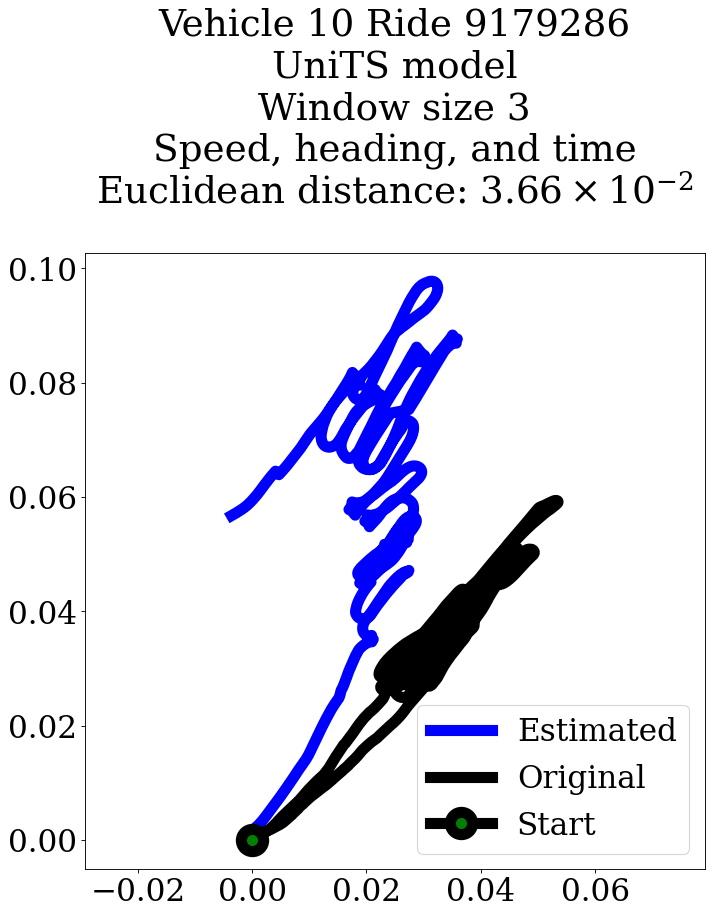 Vehicle 10 Ride 9179286
UniTS model
Window size 3
Speed, heading, and time
Euclidean distance: 3.66 × 10⁻²
0.10
0.08
0.06
0.04
0.02
0.00
Estimated
Original
Start
−0.02 0.00 0.02 0.04 0.06